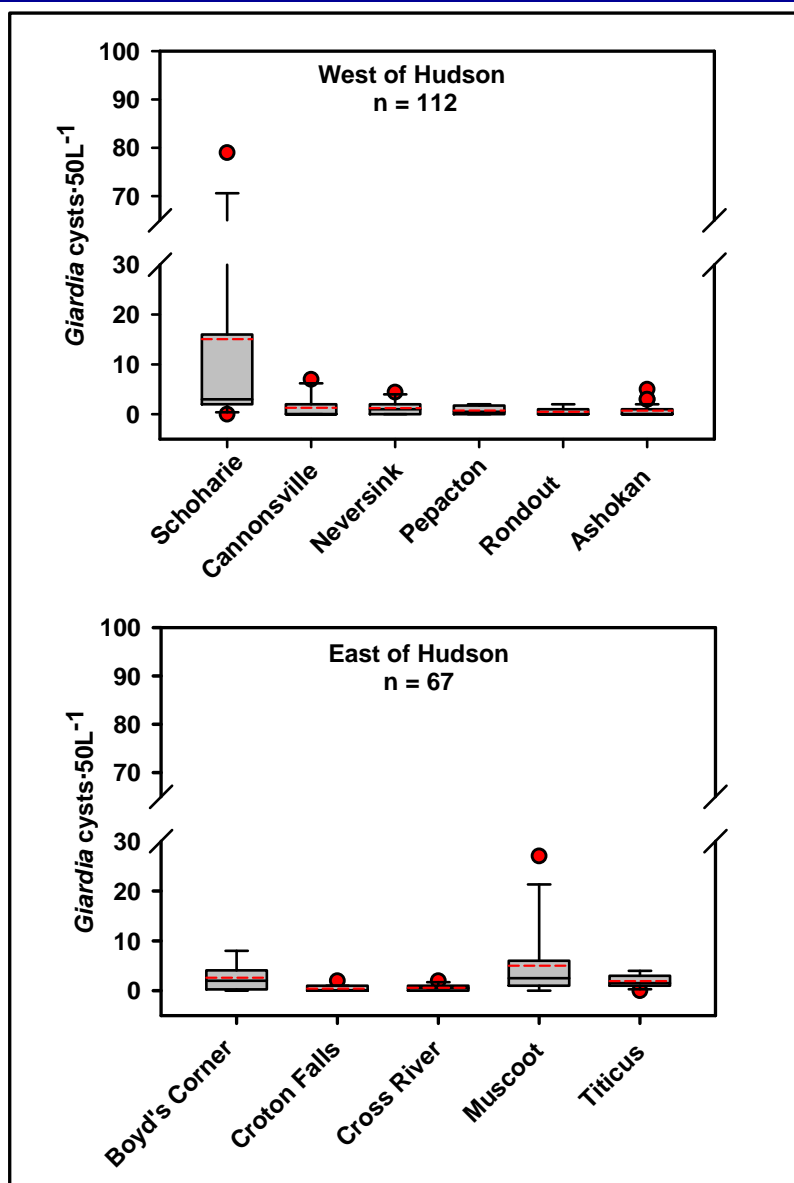 West of Hudson
n = 112
Giardia cysts·50L⁻¹
100
90
80
70
30
20
10
0
Schoharie
Cannonsville
Neversink
Pepacton
Rondout
Ashokan
East of Hudson
n = 67
Giardia cysts·50L⁻¹
100
90
80
70
30
20
10
0
Boyd's Corner
Croton Falls
Cross River
Muscoot
Titicus